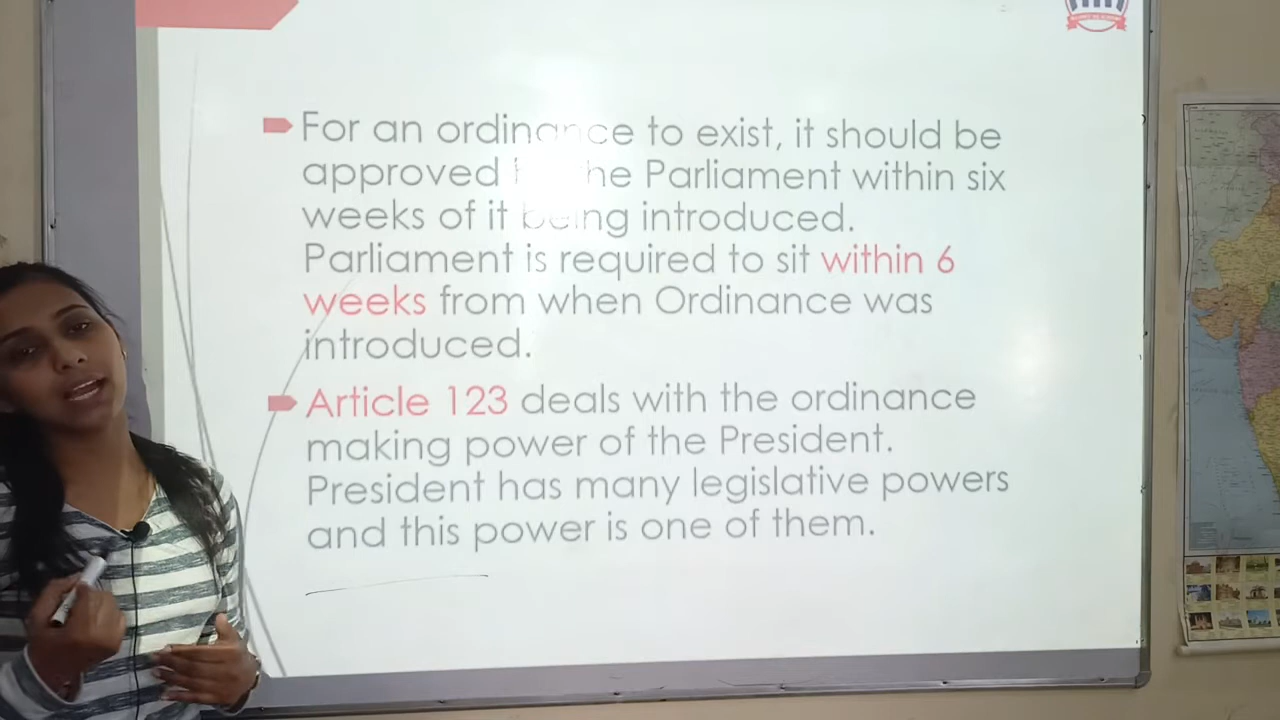 For an ordinance to exist, it should be
approved the Parliament within six
weeks of it being introduced.
Parliament is required to sit within 6
weeks from when Ordinance was
introduced.
Article 123 deals with the ordinance
making power of the President.
President has many legislative powers
and this power is one of them.